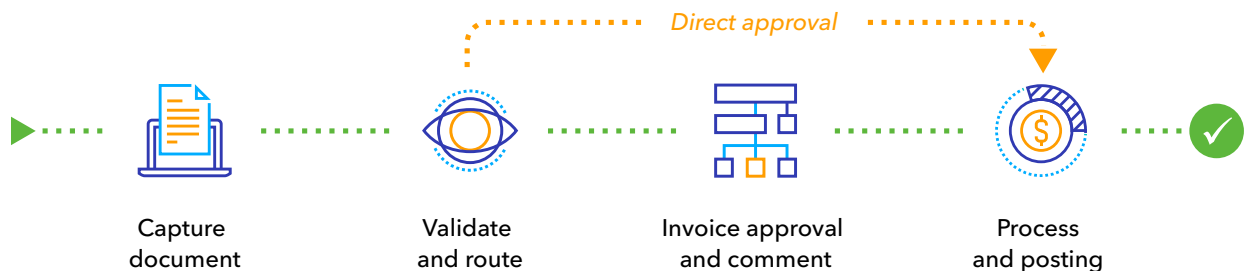 Direct approval
$
Capture
document
Validate
and route
Invoice approval
and comment
Process
and posting